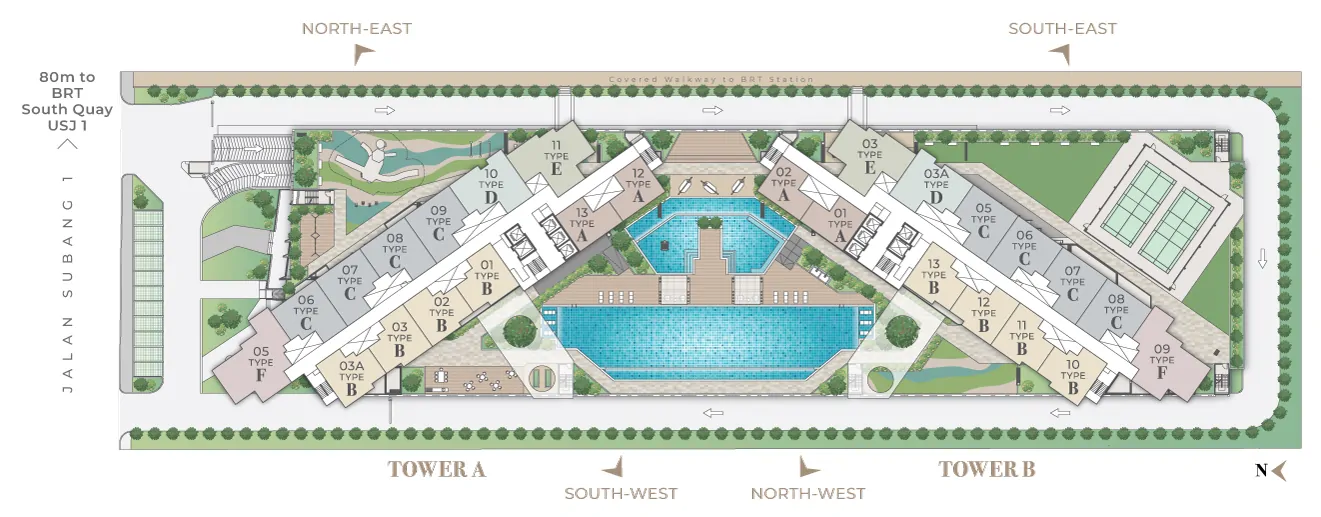 NORTH-EAST
SOUTH-EAST
80m to
BRT
South Quay
USJ 1
Covered Walkway to BRT Station
JALAN SUBANG 1
11
TYPE
E
10
TYPE
D
09
TYPE
C
08
TYPE
C
07
TYPE
C
06
TYPE
C
05
TYPE
F
12
TYPE
A
13
TYPE
A
01
TYPE
B
02
TYPE
B
03
TYPE
B
03A
TYPE
B
02
TYPE
A
01
TYPE
A
03
TYPE
E
03A
TYPE
D
05
TYPE
C
06
TYPE
C
07
TYPE
C
08
TYPE
C
09
TYPE
F
13
TYPE
B
12
TYPE
B
11
TYPE
B
10
TYPE
B
TOWER A
SOUTH-WEST
NORTH-WEST
TOWER B
N